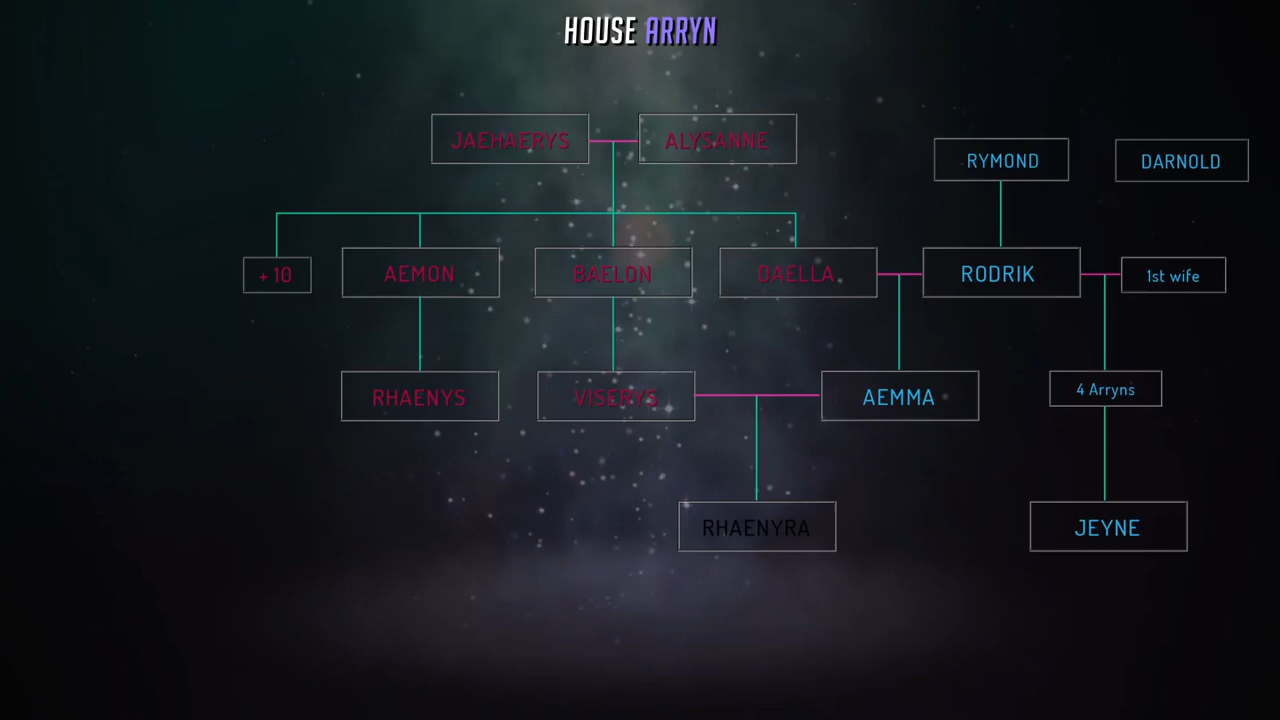 HOUSE ARRYN
JAEHAERYS
ALYSANNE
RYMOND
DARNOLD
+ 10
AEMON
BAELON
DAELLA
RODRIK
1st wife
RHAENYS
VISERYS
AEMMA
4 Arryns
RHAENYRA
JEYNE